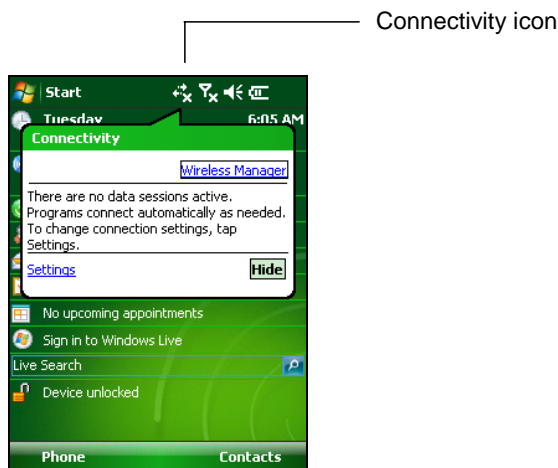 Connectivity icon
Start
Tuesday 6:05 AM
Connectivity
Wireless Manager
There are no data sessions active.
Programs connect automatically as needed.
To change connection settings, tap
Settings.
Settings Hide
No upcoming appointments
Sign in to Windows Live
Live Search
Device unlocked
Phone Contacts